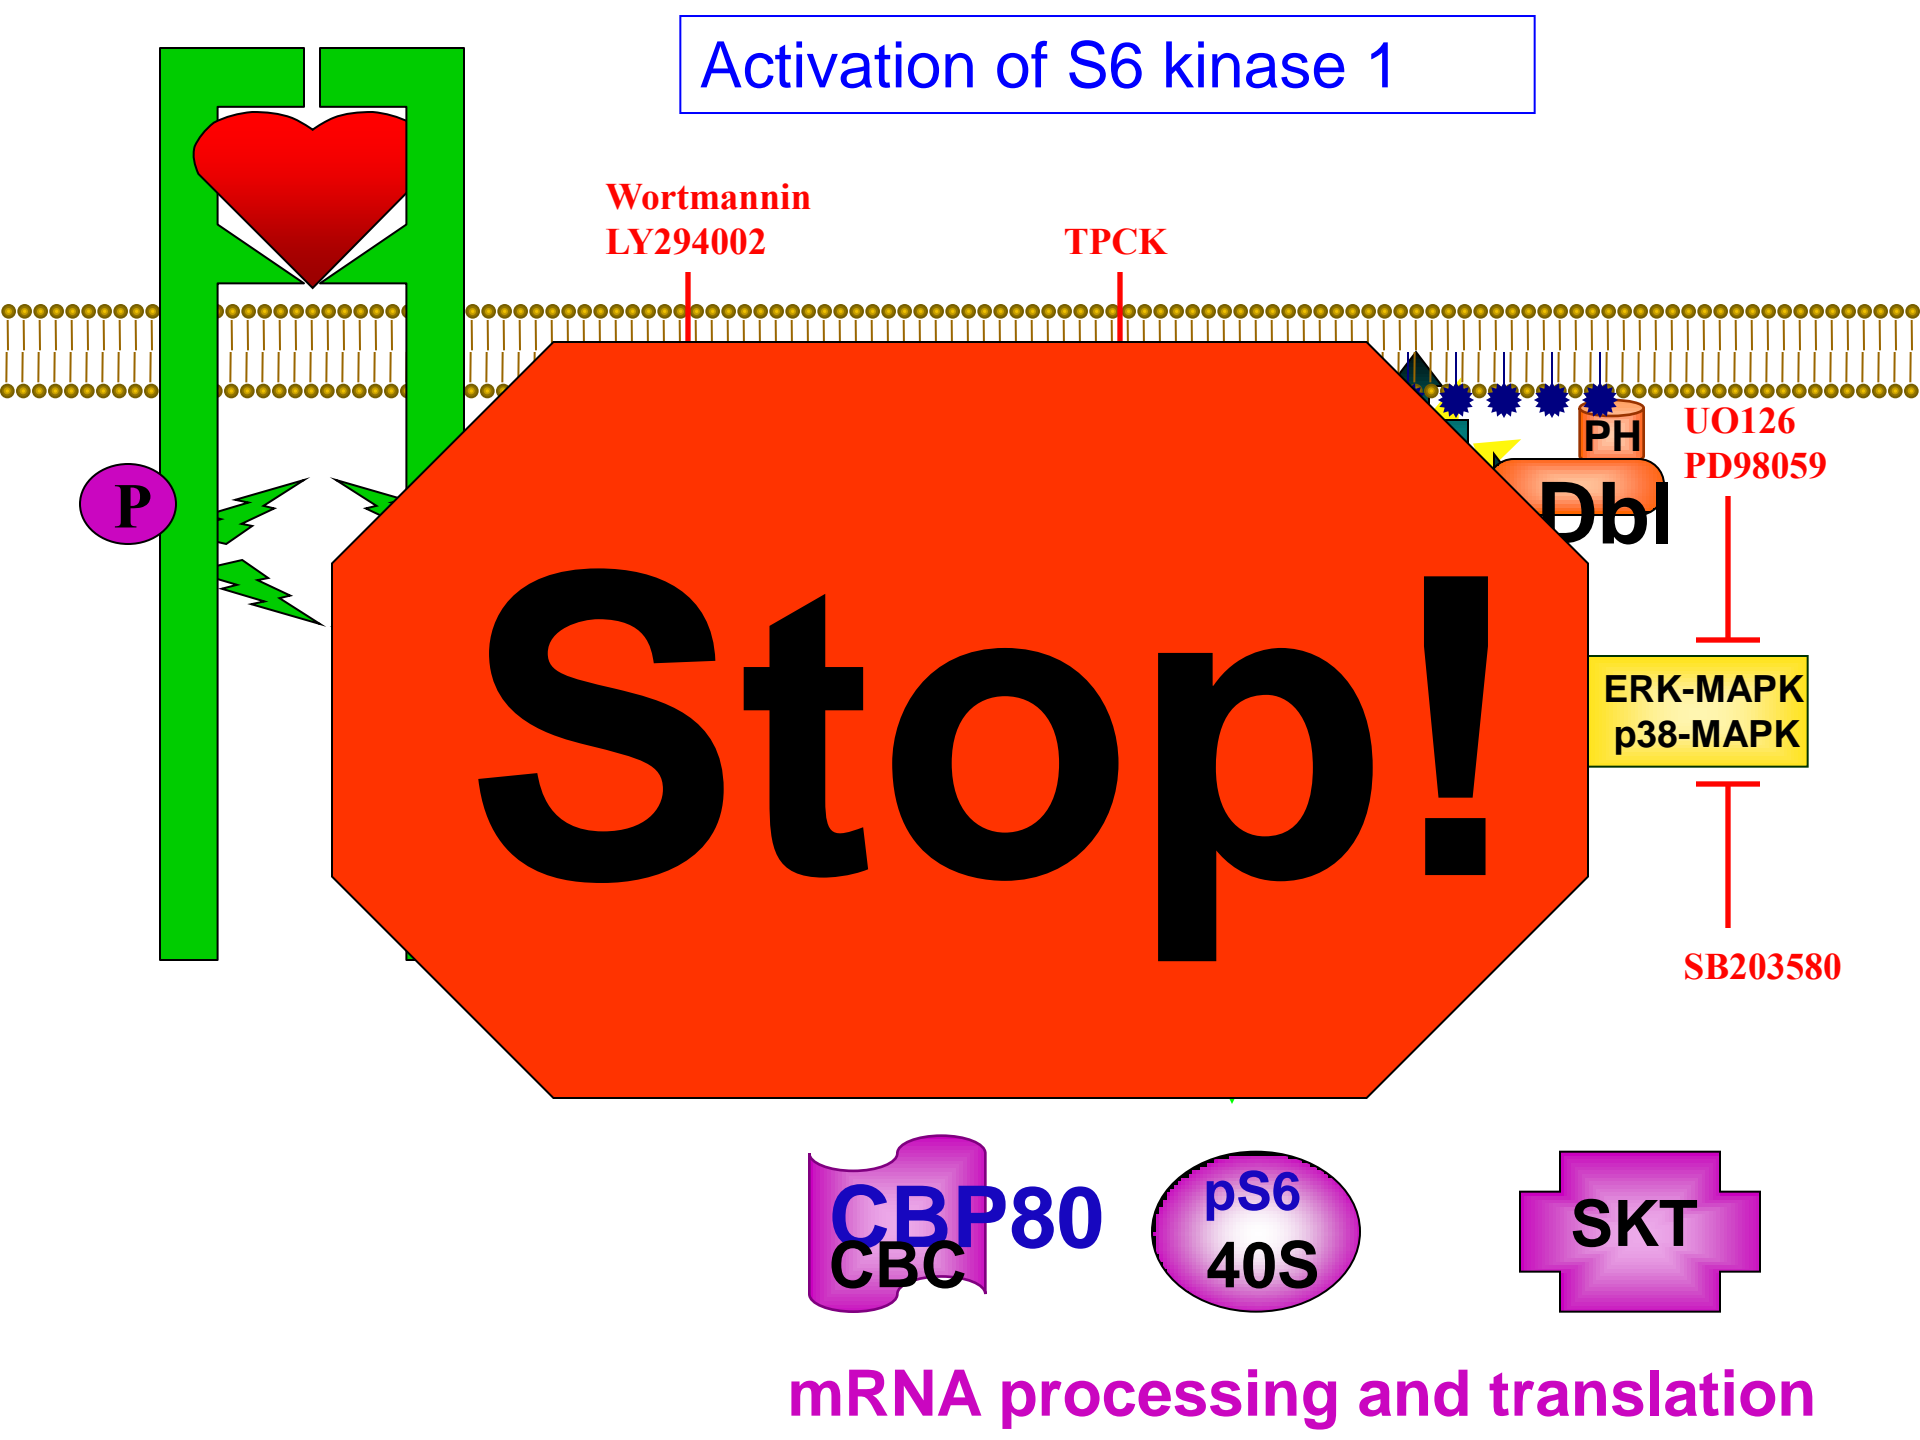 Activation of S6 kinase 1
Wortmannin
LY294002
TPCK
UO126
PD98059
PH
Dbl
P
Stop!
ERK-MAPK
p38-MAPK
SB203580
CBP80
CBC
pS6
40S
SKT
mRNA processing and translation